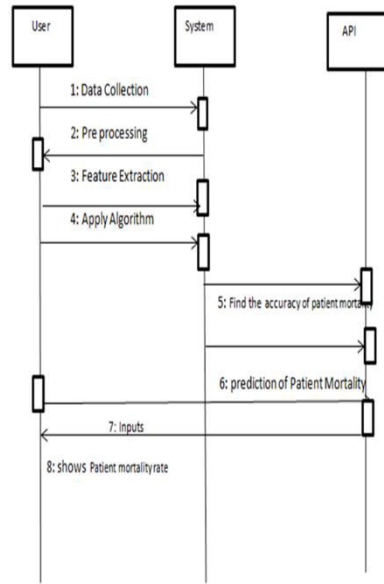 User
System
API
1: Data Collection
2: Pre processing
3: Feature Extraction
4: Apply Algorithm
5: Find the accuracy of patient mortality
6: prediction of Patient Mortality
7: Inputs
8: shows Patient mortality rate